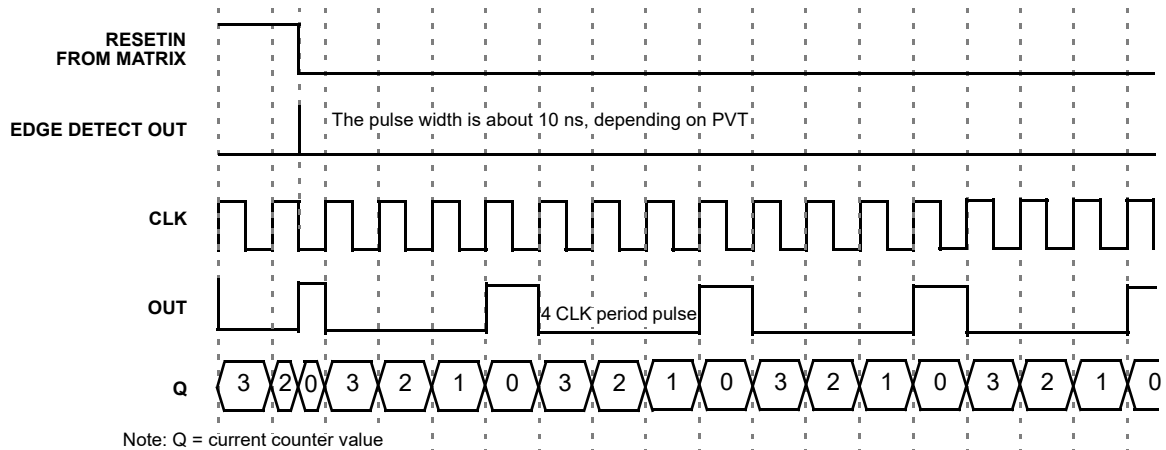 RESETIN
FROM MATRIX
EDGE DETECT OUT
The pulse width is about 10 ns, depending on PVT
CLK
OUT
4 CLK period pulse
Q
3 2 0 3 2 1 0 3 2 1 0 3 2 1 0 3 2 1 0
Note: Q = current counter value